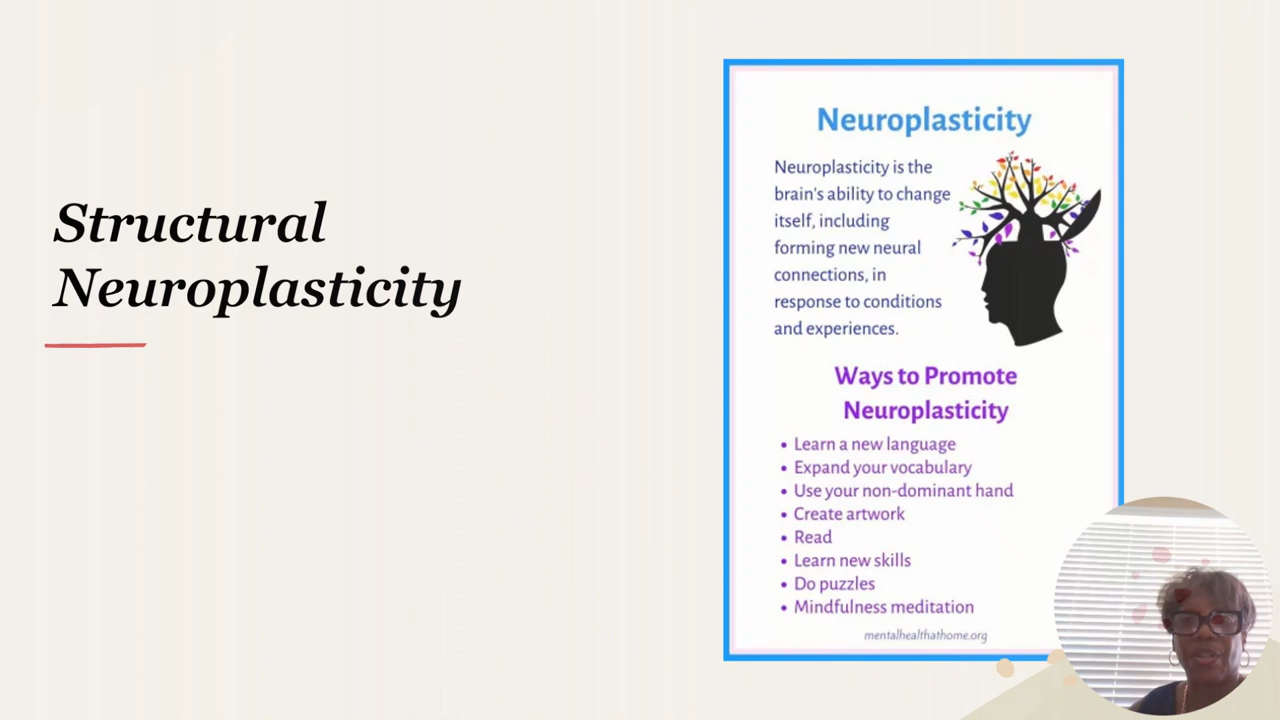 Structural
Neuroplasticity
Neuroplasticity
Neuroplasticity is the
brain's ability to change
itself, including
forming new neural
connections, in
response to conditions
and experiences.
Ways to Promote
Neuroplasticity
• Learn a new language
• Expand your vocabulary
• Use your non-dominant hand
• Create artwork
• Read
• Learn new skills
• Do puzzles
• Mindfulness meditation
mentalhealthathome.org